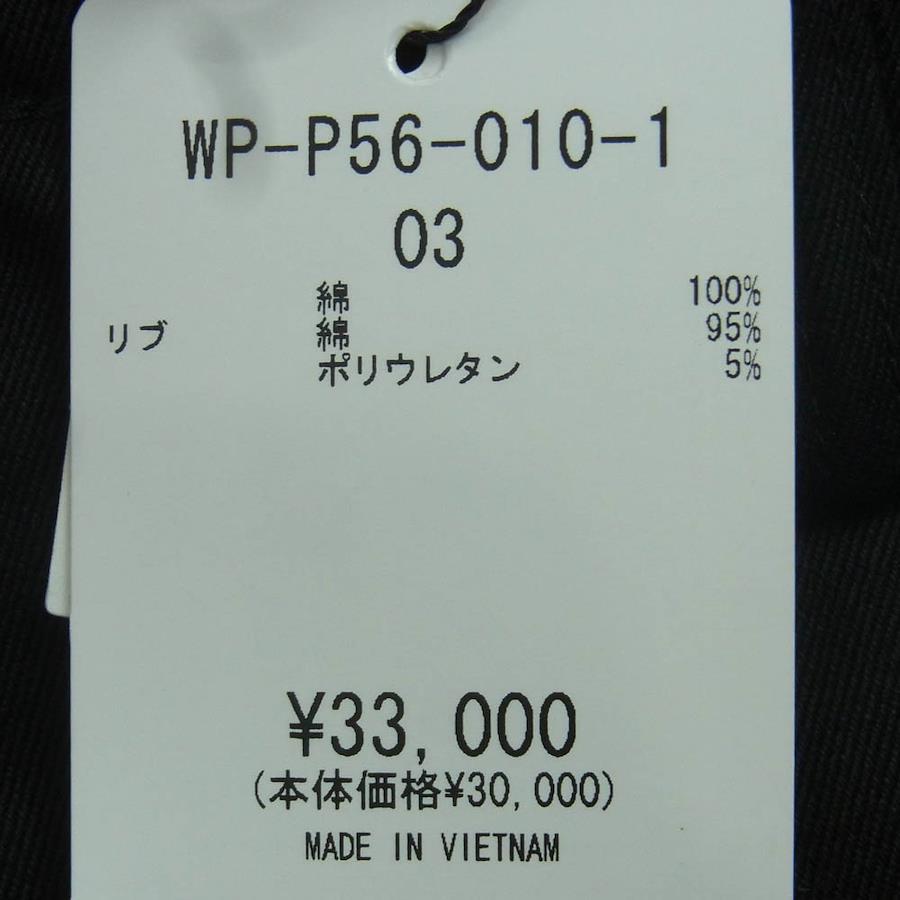 WP-P56-010-1
03
綿 100%
リブ 綿 95%
ポリウレタン 5%
¥33,000
(本体価格¥30,000)
MADE IN VIETNAM